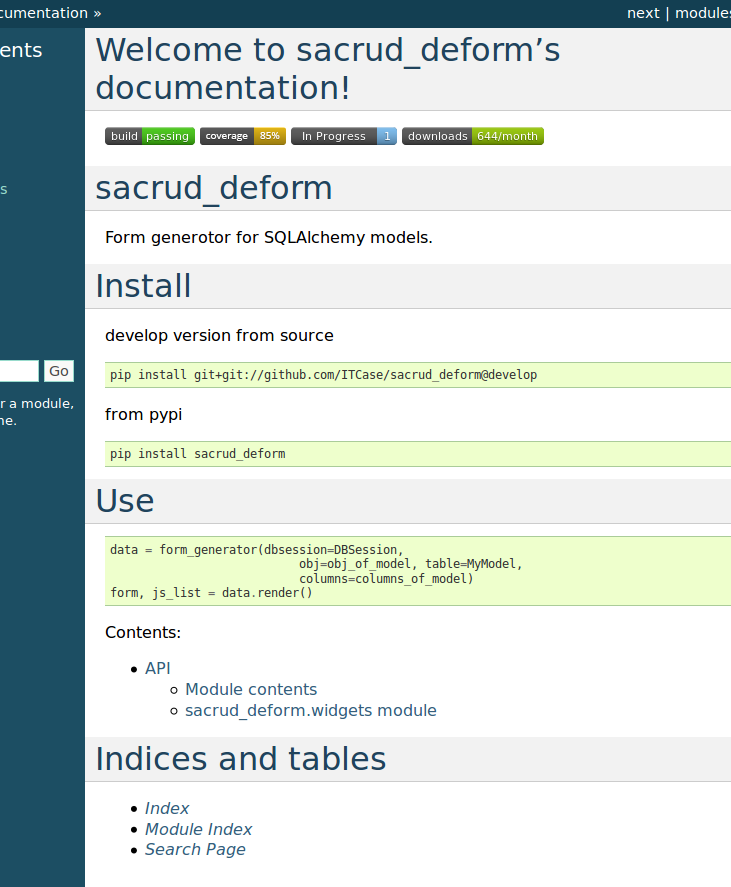 cumentation »
next | modules
ents
s
Go
r a module,
ne.
Welcome to sacrud_deform’s
documentation!
build passing coverage 85% In Progress 1 downloads 644/month
sacrud_deform
Form generotor for SQLAlchemy models.
Install
develop version from source
pip install git+git://github.com/ITCase/sacrud_deform@develop
from pypi
pip install sacrud_deform
Use
data = form_generator(dbsession=DBSession,
obj=obj_of_model, table=MyModel,
columns=columns_of_model)
form, js_list = data.render()
Contents:
API
Module contents
sacrud_deform.widgets module
Indices and tables
Index
Module Index
Search Page